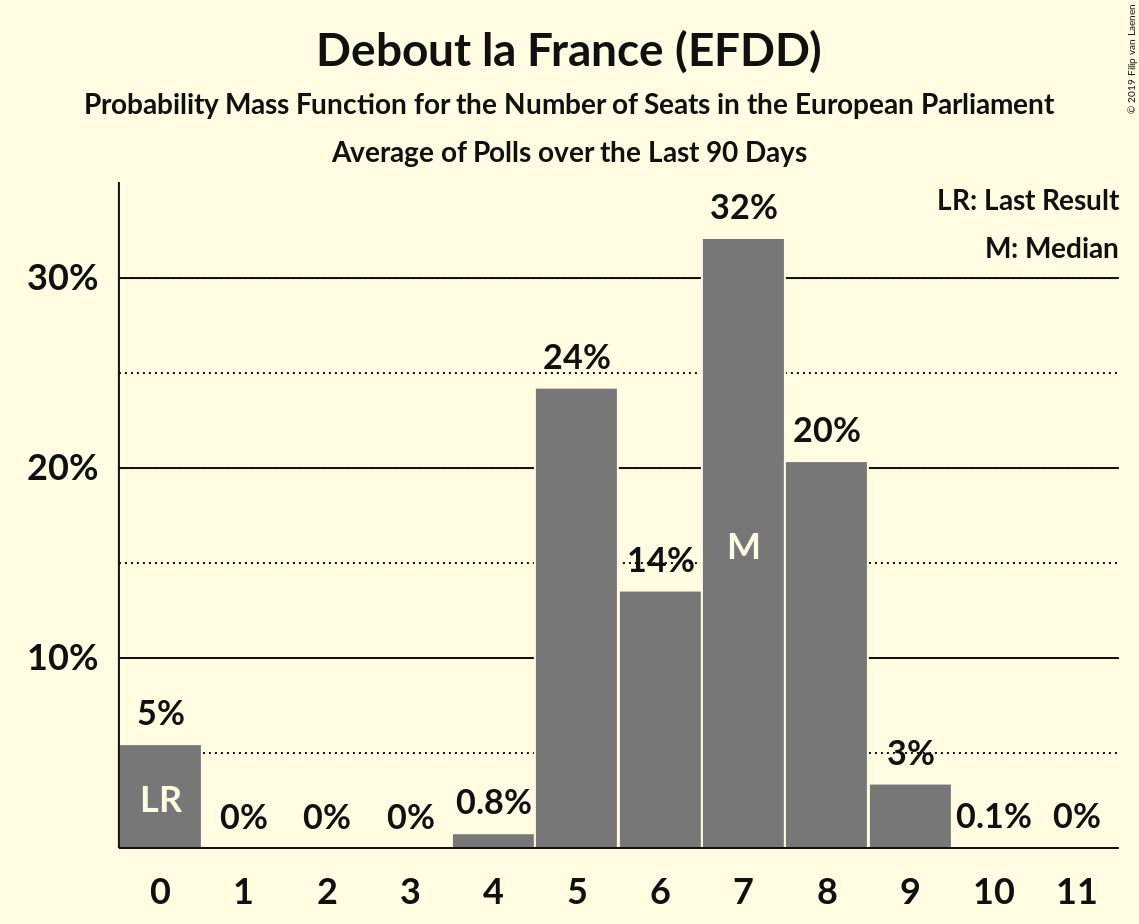 Debout la France (EFDD)
Probability Mass Function for the Number of Seats in the European Parliament
Average of Polls over the Last 90 Days
© 2019 Filip van Laenen
LR: Last Result
M: Median
30%
20%
10%
5%
0%
0%
0%
0.8%
24%
14%
32%
20%
3%
0.1%
0%
LR
M
0 1 2 3 4 5 6 7 8 9 10 11